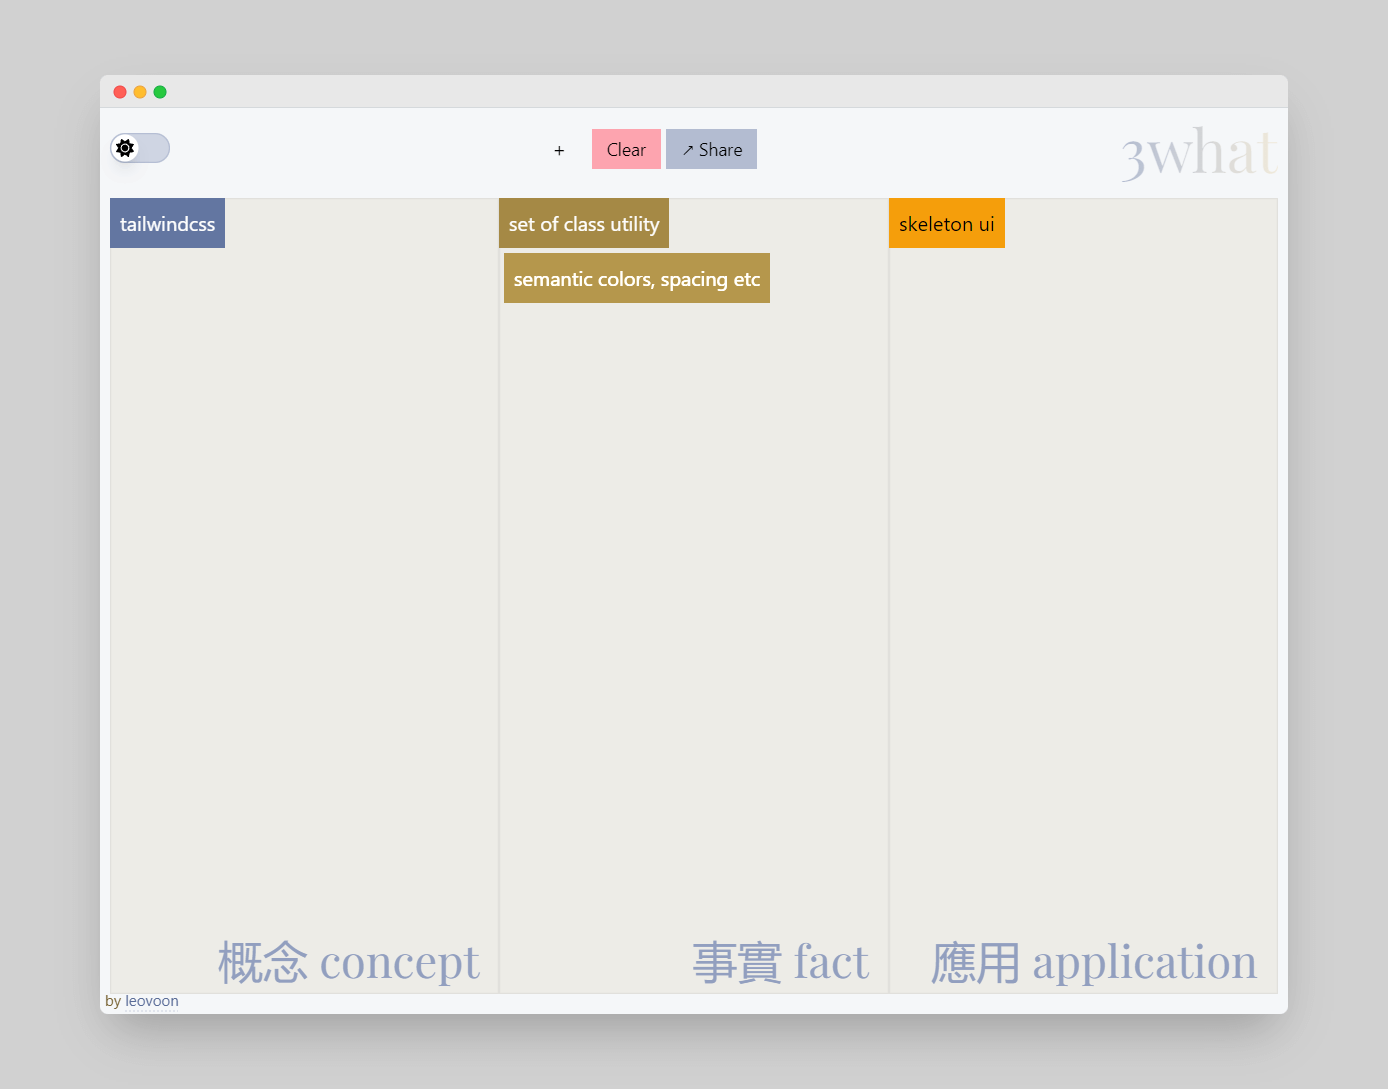 + Clear ↗ Share 3what
tailwindcss
set of class utility
semantic colors, spacing etc
skeleton ui
概念 concept
事實 fact
應用 application
by leovoon